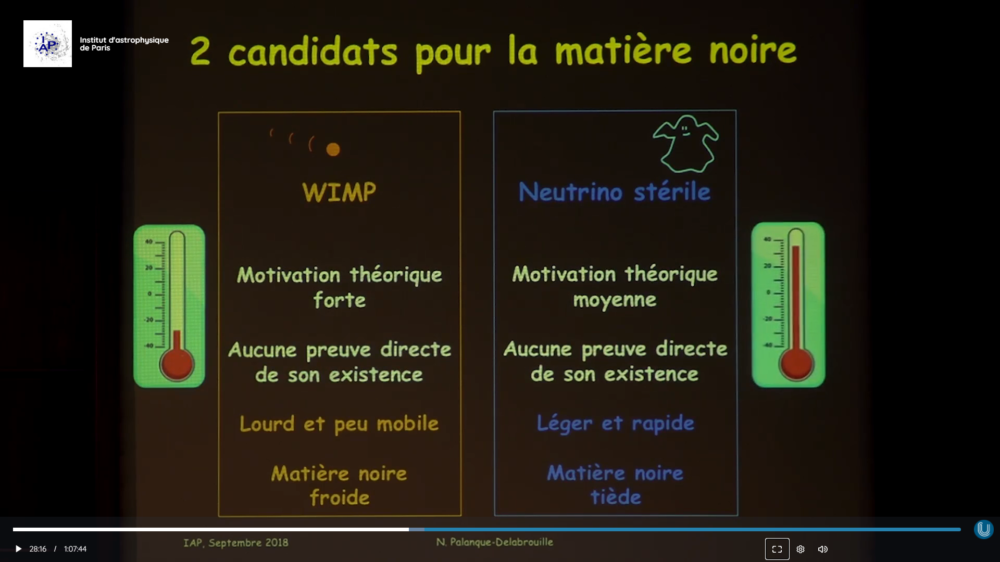 Institut d'astrophysique
de Paris
IAP
2 candidats pour la matière noire
WIMP
Motivation théorique
forte
Aucune preuve directe
de son existence
Lourd et peu mobile
Matière noire
froide
Neutrino stérile
Motivation théorique
moyenne
Aucune preuve directe
de son existence
Léger et rapide
Matière noire
tiède
40
20
0
-20
-40
40
20
0
-20
-40
IAP, Septembre 2018
N. Palanque-Delabrouille
28:16 / 1:07:44